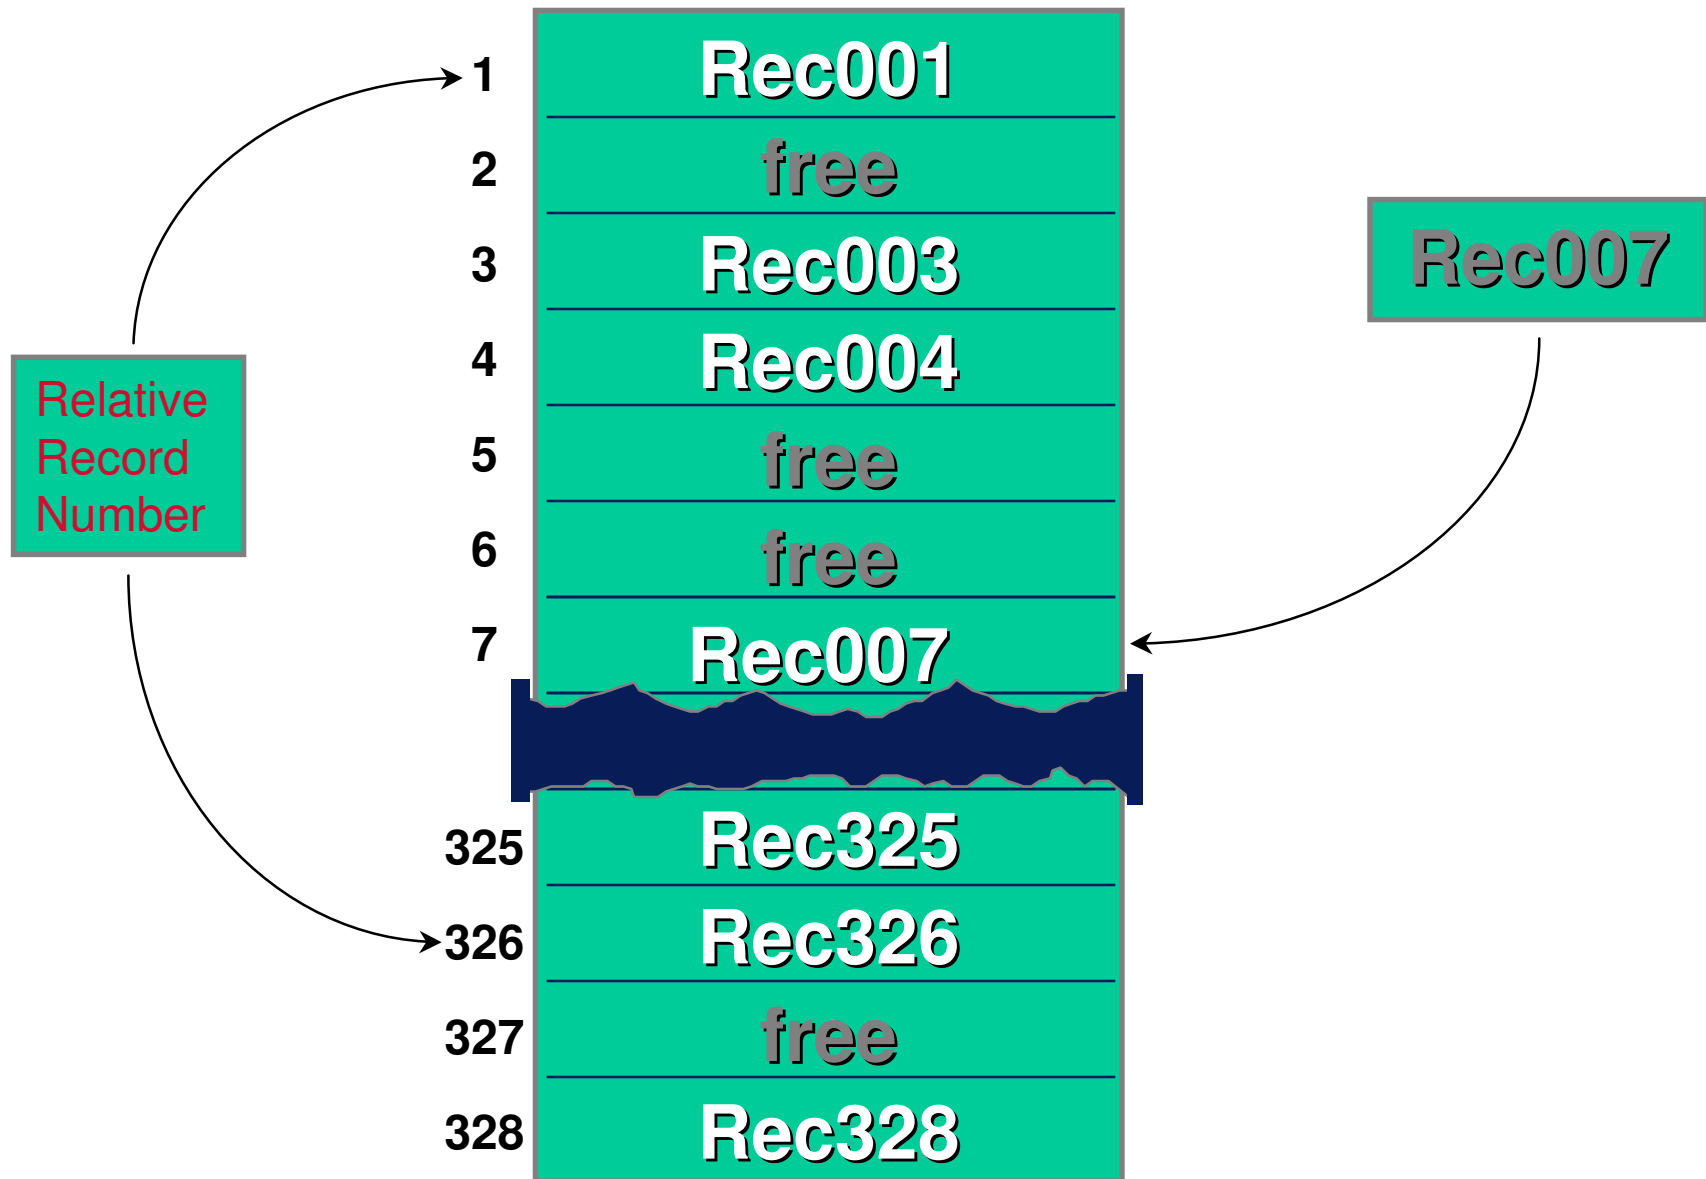 1 Rec001
2 free
3 Rec003
Rec007
4 Rec004
Relative
Record
Number
5 free
6 free
7 Rec007
325 Rec325
326 Rec326
327 free
328 Rec328